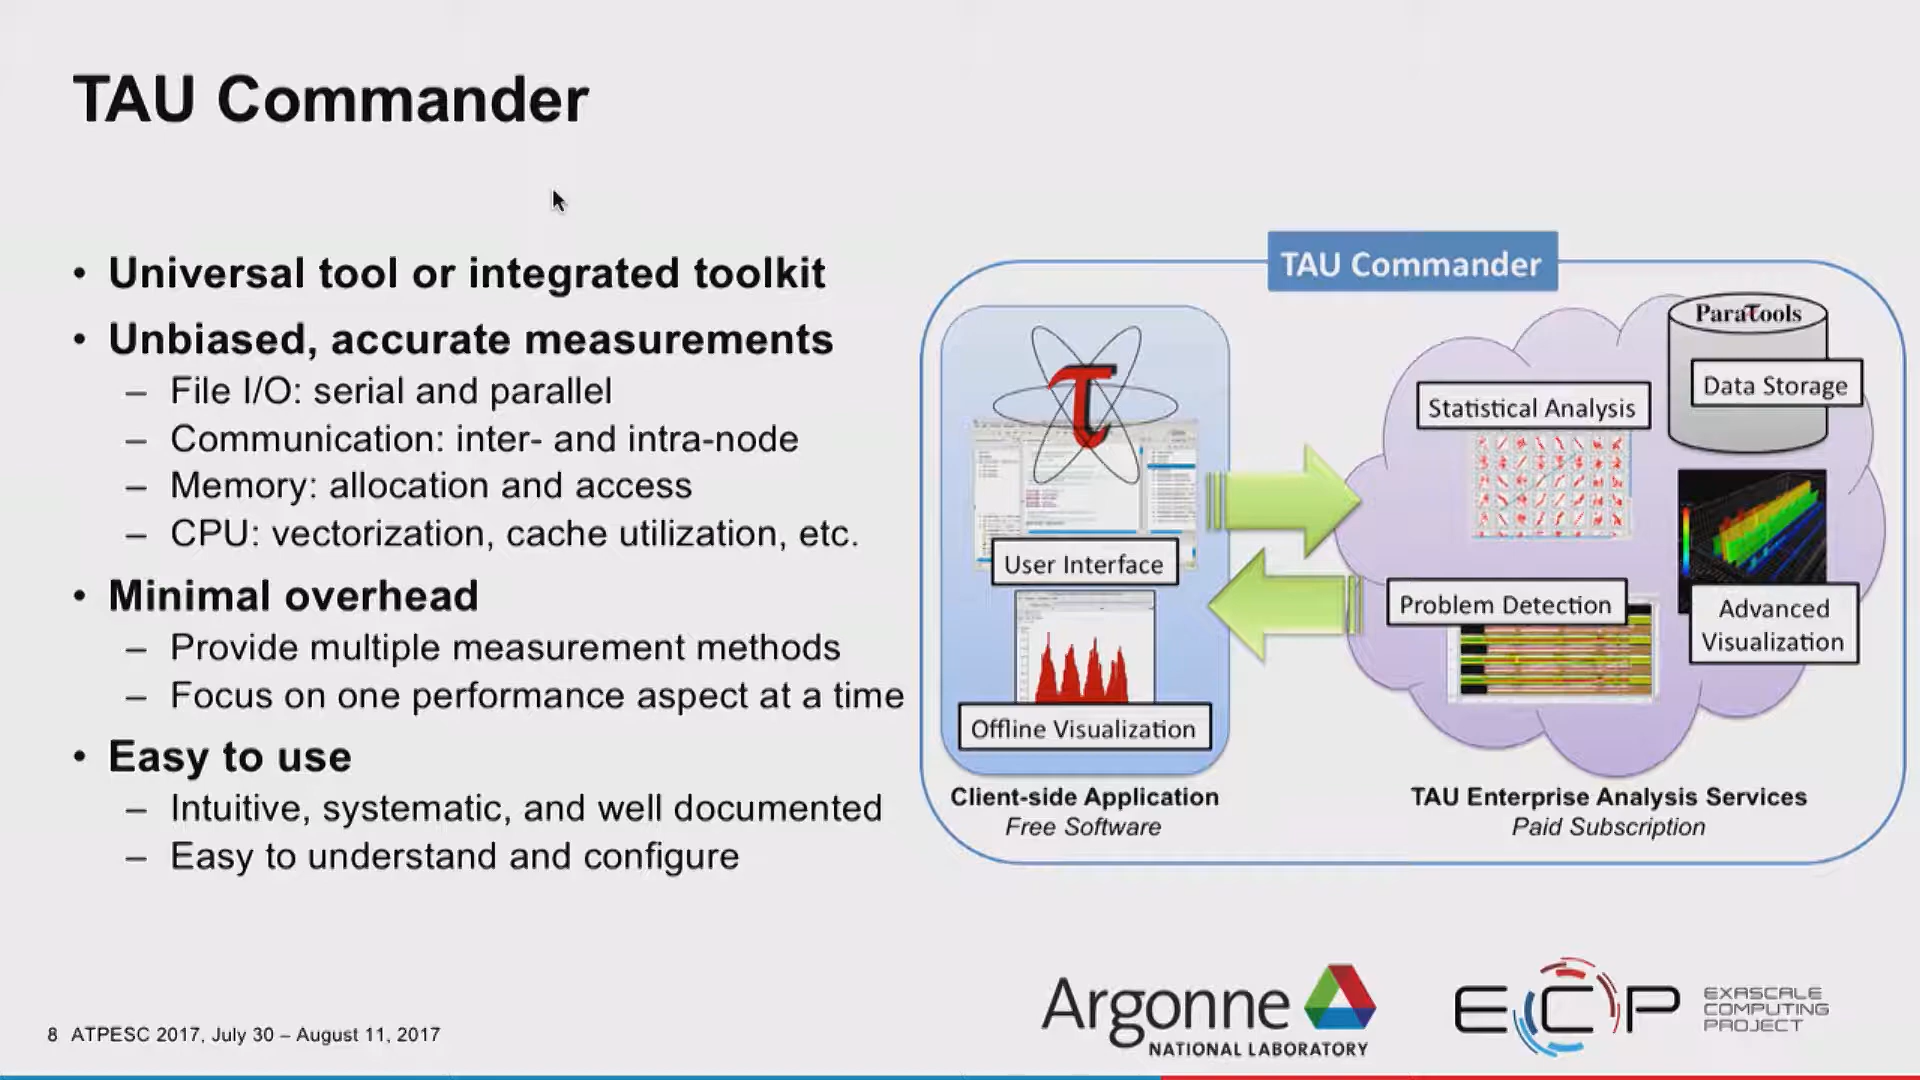 TAU Commander
• Universal tool or integrated toolkit
• Unbiased, accurate measurements
– File I/O: serial and parallel
– Communication: inter- and intra-node
– Memory: allocation and access
– CPU: vectorization, cache utilization, etc.
• Minimal overhead
– Provide multiple measurement methods
– Focus on one performance aspect at a time
• Easy to use
– Intuitive, systematic, and well documented
– Easy to understand and configure
TAU Commander
τ
User Interface
Offline Visualization
Client-side Application
Free Software
ParaTools
Data Storage
Statistical Analysis
Problem Detection
Advanced
Visualization
TAU Enterprise Analysis Services
Paid Subscription
8 ATPESC 2017, July 30 – August 11, 2017
Argonne
NATIONAL LABORATORY
ECP
EXASCALE
COMPUTING
PROJECT